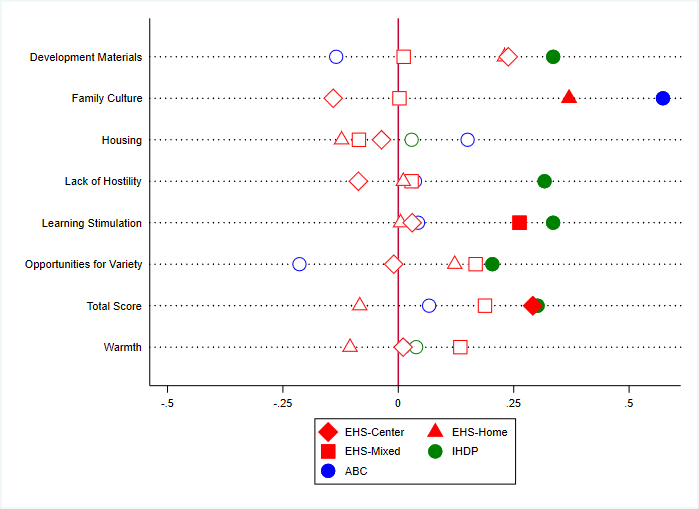 Development Materials
Family Culture
Housing
Lack of Hostility
Learning Stimulation
Opportunities for Variety
Total Score
Warmth
-.5 -.25 0 .25 .5
EHS-Center EHS-Home
EHS-Mixed IHDP
ABC